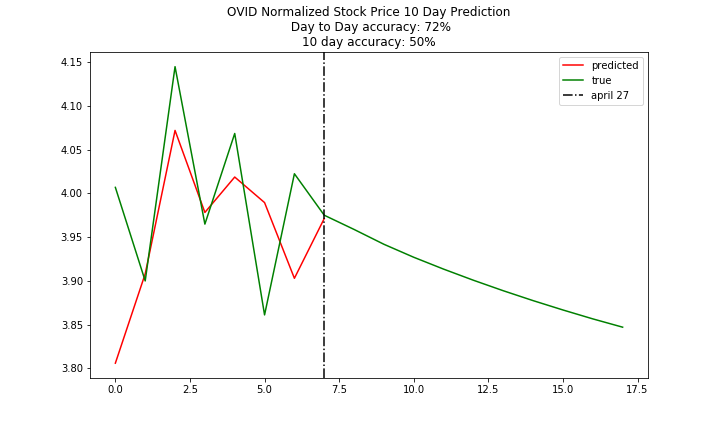 OVID Normalized Stock Price 10 Day Prediction
Day to Day accuracy: 72%
10 day accuracy: 50%
4.15
4.10
4.05
4.00
3.95
3.90
3.85
3.80
predicted
true
april 27
0.0 2.5 5.0 7.5 10.0 12.5 15.0 17.5